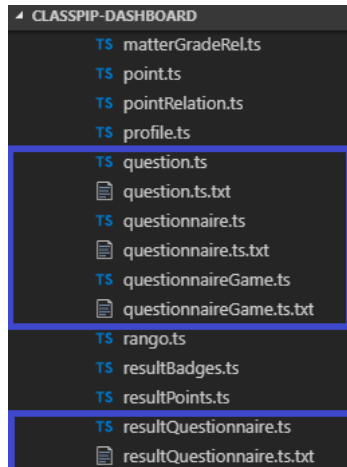 CLASSPIP-DASHBOARD
TS matterGradeRel.ts
TS point.ts
TS pointRelation.ts
TS profile.ts
TS question.ts
question.ts.txt
TS questionnaire.ts
questionnaire.ts.txt
TS questionnaireGame.ts
questionnaireGame.ts.txt
TS rango.ts
TS resultBadges.ts
TS resultPoints.ts
TS resultQuestionnaire.ts
resultQuestionnaire.ts.txt